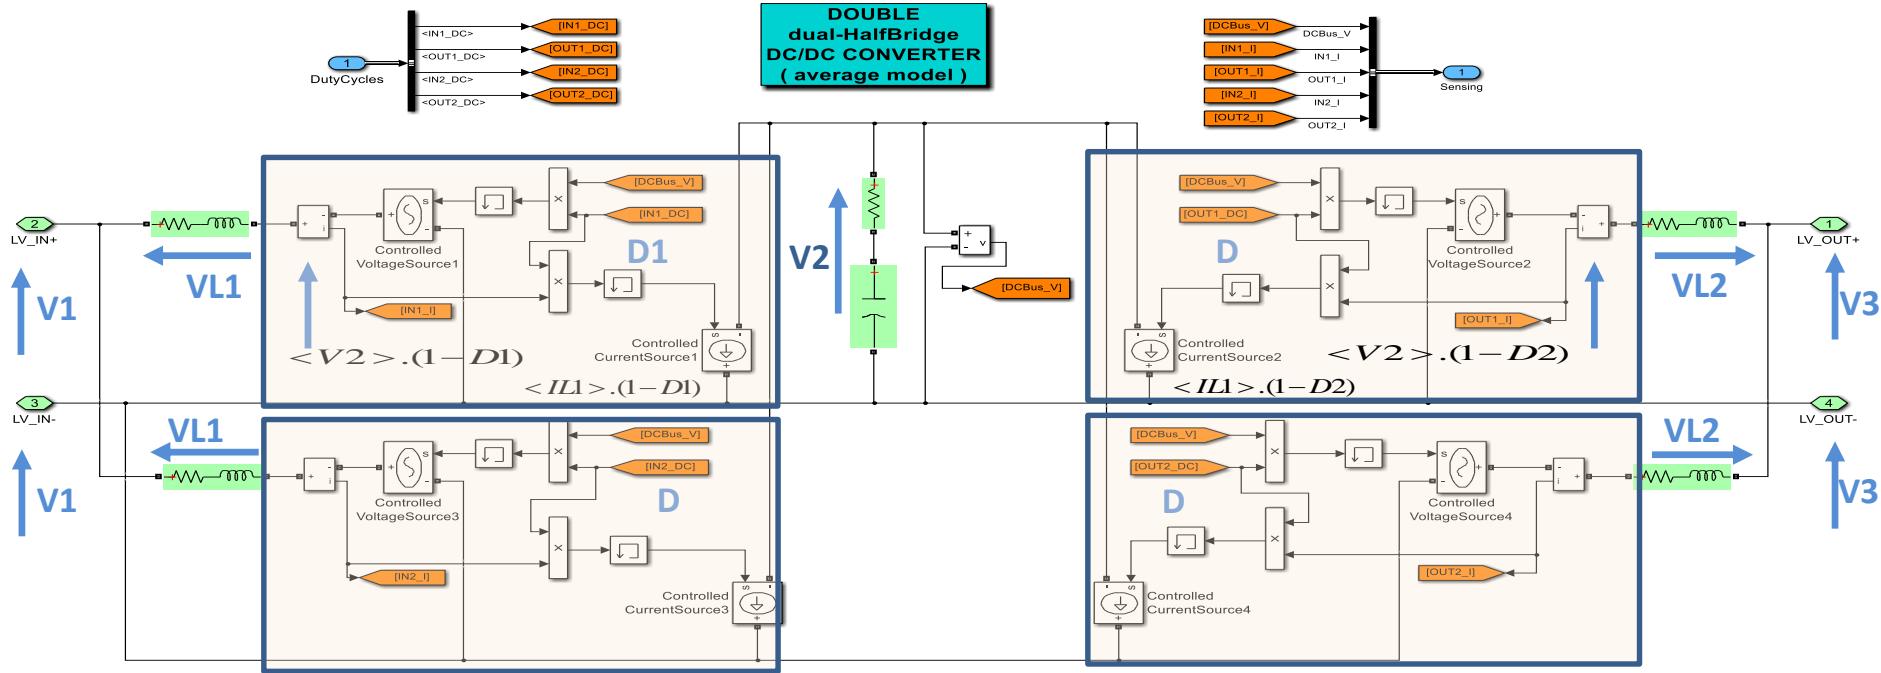 DOUBLE
dual-HalfBridge
DC/DC CONVERTER
( average model )
1
DutyCycles
<IN1_DC>
<OUT1_DC>
<IN2_DC>
<OUT2_DC>
[IN1_DC]
[OUT1_DC]
[IN2_DC]
[OUT2_DC]
[DCBus_V]
[IN1_I]
[OUT1_I]
[IN2_I]
[OUT2_I]
DCBus_V
IN1_I
OUT1_I
IN2_I
OUT2_I
1
Sensing
2
LV_IN+
VL1
V1
+
-
i
+
s
-
Controlled
VoltageSource1
X
[DCBus_V]
[IN1_DC]
D1
X
[IN1_I]
<V2>.(1-D1)
s
-
+
Controlled
CurrentSource1
<IL1>.(1-D1)
V2
+
-
v
[DCBus_V]
[DCBus_V]
[OUT1_DC]
X
D
X
s
+
-
Controlled
VoltageSource2
-
i
+
[OUT1_I]
-
s
+
Controlled
CurrentSource2
<V2>.(1-D2)
<IL1>.(1-D2)
VL2
1
LV_OUT+
V3
3
LV_IN-
VL1
V1
+
-
i
+
s
-
Controlled
VoltageSource3
X
[DCBus_V]
[IN2_DC]
D
X
[IN2_I]
s
-
+
Controlled
CurrentSource3
[DCBus_V]
[OUT2_DC]
X
D
X
s
+
-
Controlled
VoltageSource4
-
i
+
[OUT2_I]
-
s
+
Controlled
CurrentSource4
VL2
4
LV_OUT-
V3